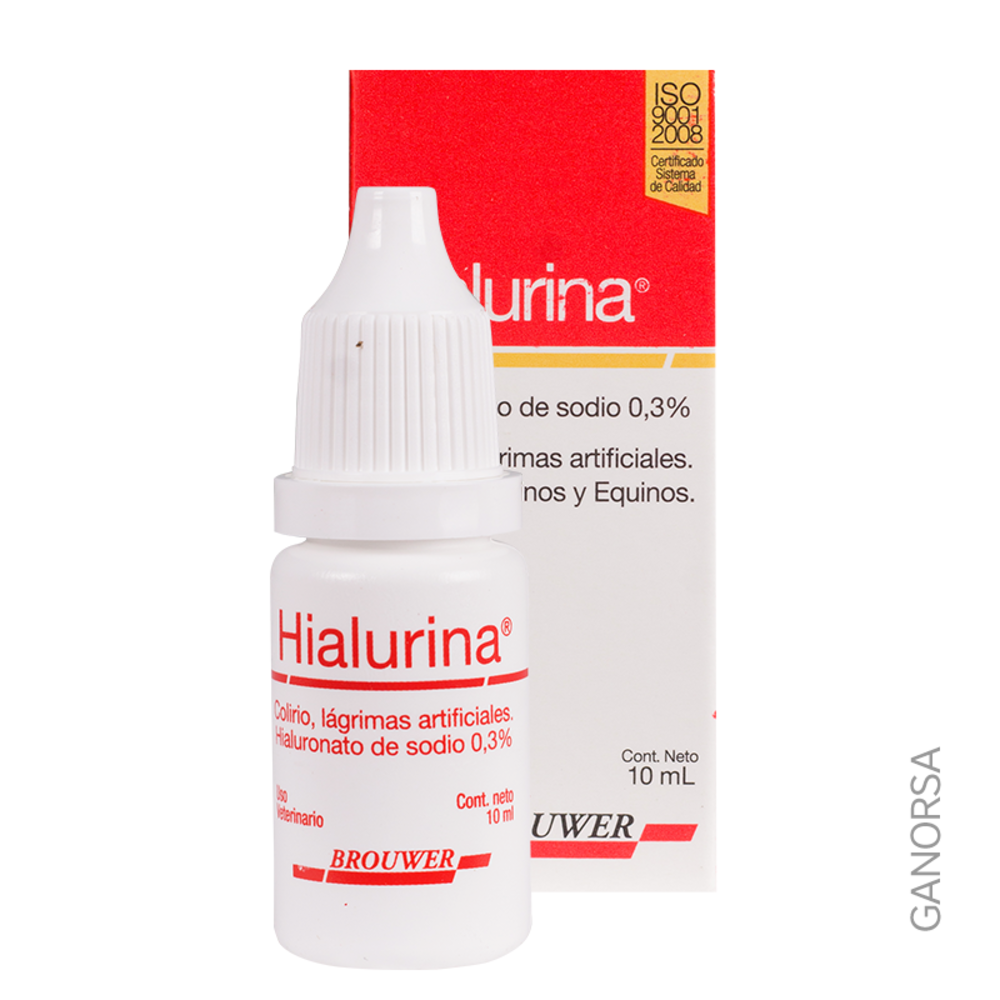 ISO
9001
2008
Certificado
Sistema
de Calidad
lurina®
o de sodio 0,3%
rimas artificiales.
nos y Equinos.
Cont. Neto
10 mL
UWER
Hialurina®
Colirio, lágrimas artificiales.
Hialuronato de sodio 0,3%
Uso
Veterinario
Cont. neto
10 ml
BROUWER
GANORSA